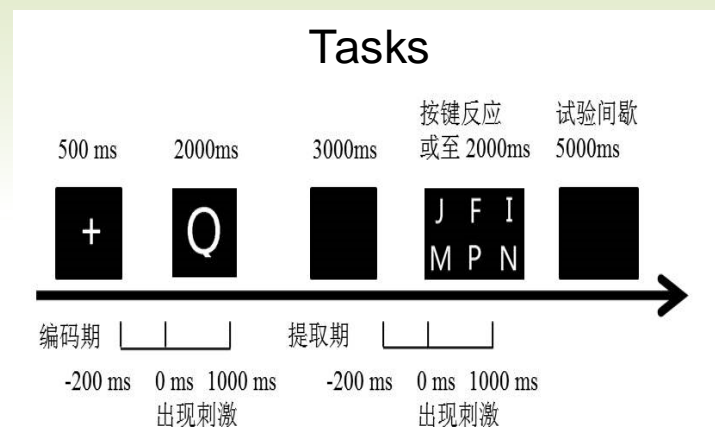 Tasks
按键反应 试验间歇
500 ms 2000ms 3000ms 或至 2000ms 5000ms
+ Q J F I
M P N
编码期 提取期
-200 ms 0 ms 1000 ms -200 ms 0 ms 1000 ms
出现刺激 出现刺激